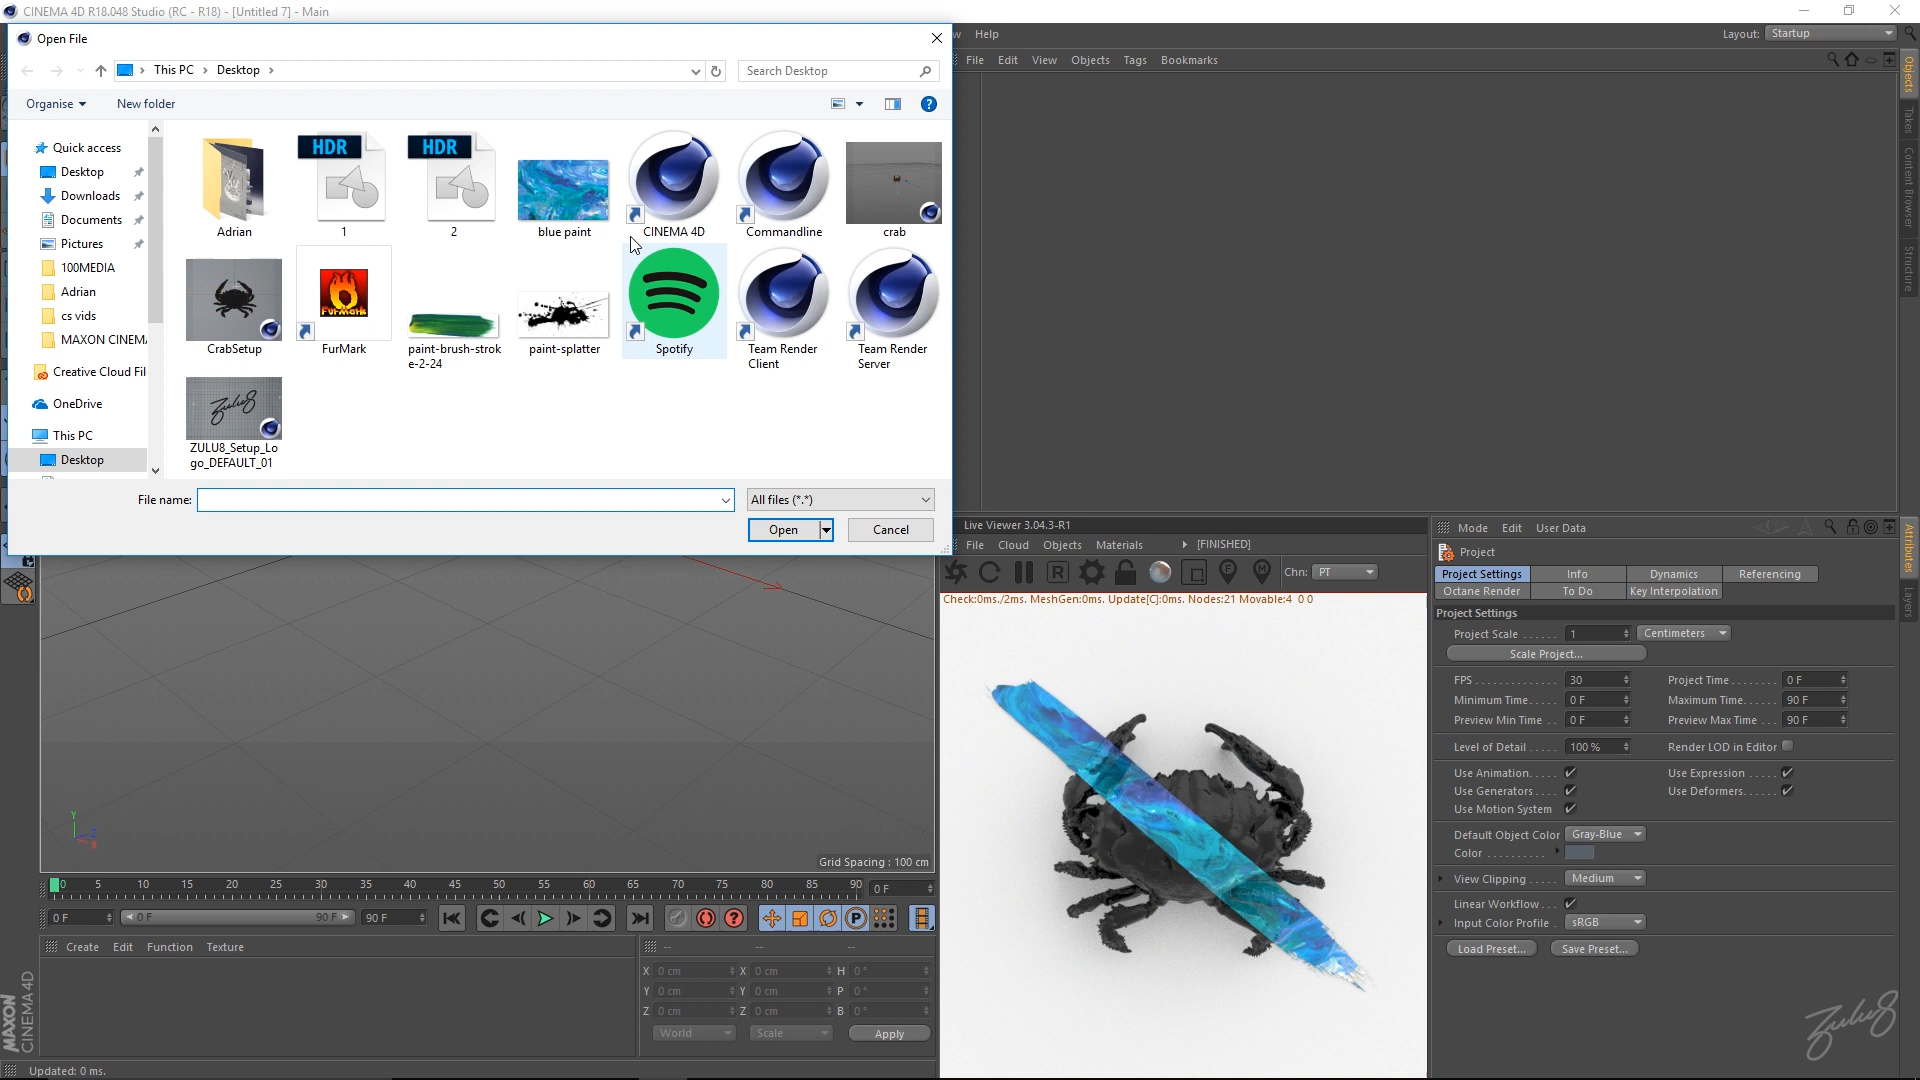 CINEMA 4D R18.048 Studio (RC - R18) - [Untitled 7] - Main
Open File
This PC
Desktop
Search Desktop
Organise
New folder
Quick access
Desktop
Downloads
Documents
Pictures
100MEDIA
Adrian
cs vids
MAXON CINEMA
Creative Cloud Fil
OneDrive
This PC
Desktop
Adrian
HDR
1
HDR
2
blue paint
CINEMA 4D
Commandline
crab
CrabSetup
FurMark
FurMark
paint-brush-strok
e-2-24
paint-splatter
Spotify
Team Render
Client
Team Render
Server
Zulu8
ZULU8_Setup_Lo
go_DEFAULT_01
File name:
All files (*.*)
Open
Cancel
w Help
Layout: Startup
File Edit View Objects Tags Bookmarks
Objects
Takes
Content Browser
Structure
Grid Spacing : 100 cm
Y
Z
X
0 5 10 15 20 25 30 35 40 45 50 55 60 65 70 75 80 85 90
0 F
0 F
0 F 90 F
90 F
P
Create Edit Function Texture
-- -- --
X 0 cm X 0 cm H 0°
Y 0 cm Y 0 cm P 0°
Z 0 cm Z 0 cm B 0°
World Scale Apply
MAXON
CINEMA 4D
Updated: 0 ms.
Live Viewer 3.04.3-R1
File Cloud Objects Materials [FINISHED]
R
F
M
Chn: PT
Check:0ms./2ms. MeshGen:0ms. Update[C]:0ms. Nodes:21 Movable:4 0 0
Mode Edit User Data
Project
Project Settings Info Dynamics Referencing
Octane Render To Do Key Interpolation
Project Settings
Project Scale 1 Centimeters
Scale Project...
FPS 30 Project Time 0 F
Minimum Time 0 F Maximum Time 90 F
Preview Min Time 0 F Preview Max Time 90 F
Level of Detail 100 % Render LOD in Editor
Use Animation Use Expression
Use Generators Use Deformers
Use Motion System
Default Object Color Gray-Blue
Color
View Clipping Medium
Linear Workflow
Input Color Profile sRGB
Load Preset... Save Preset...
Attributes
Layers
Zulu8